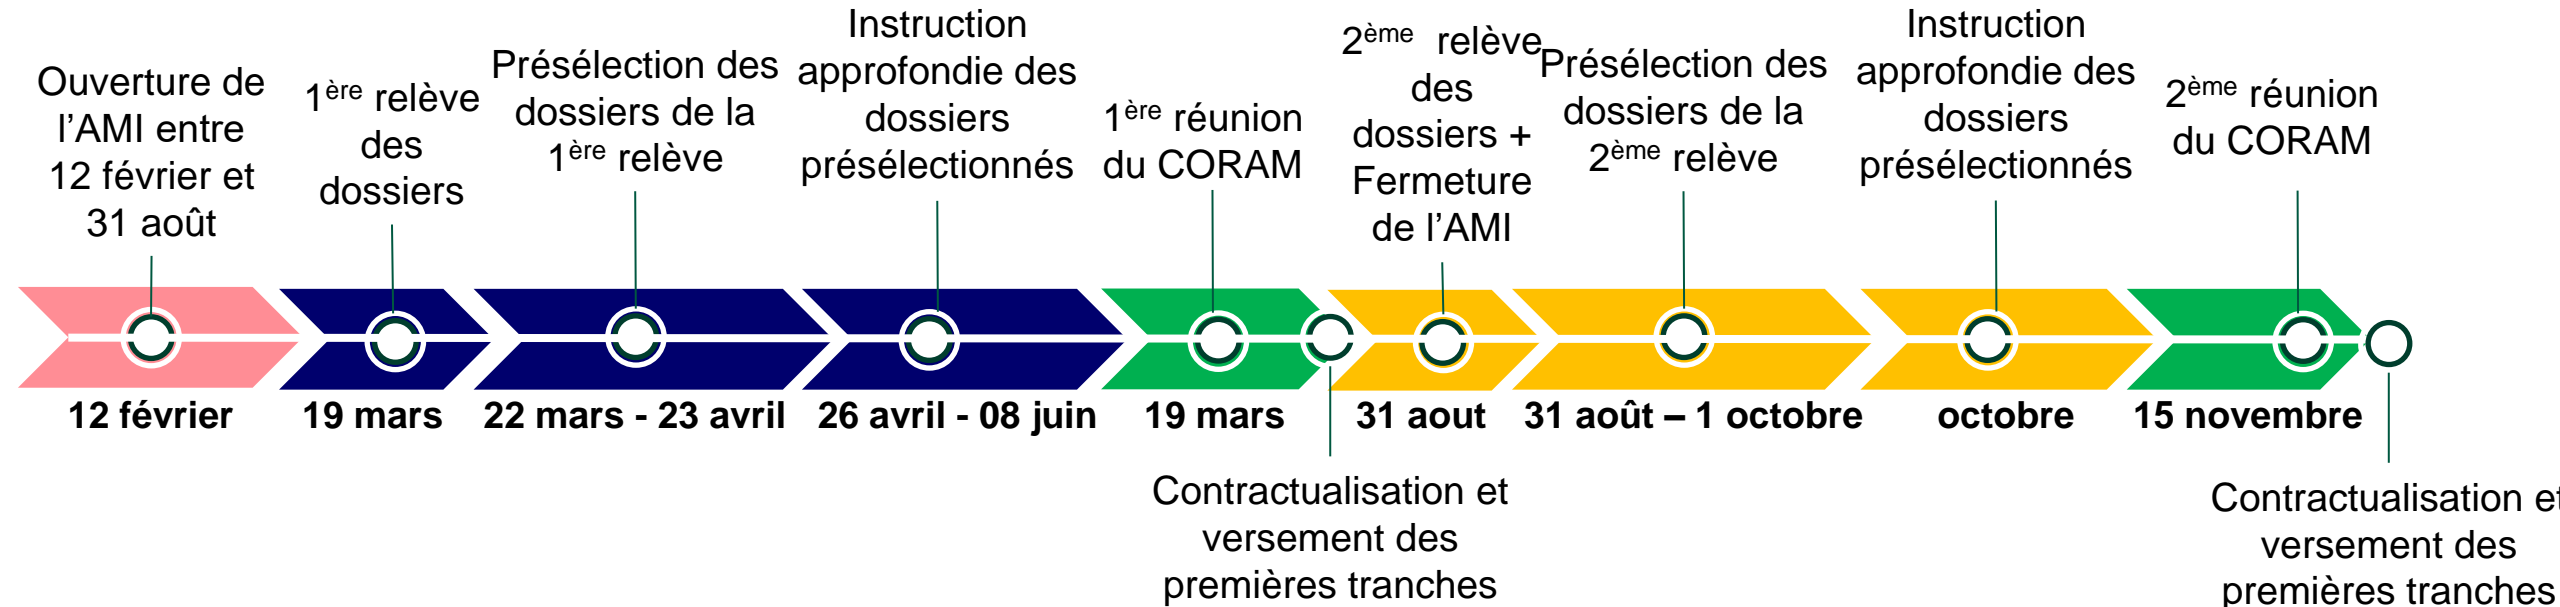 Ouverture de
l’AMI entre
12 février et
31 août
1ère relève
des
dossiers
Présélection des
dossiers de la
1ère relève
Instruction
approfondie des
dossiers
présélectionnés
1ère réunion
du CORAM
2ème relève
des
dossiers +
Fermeture
de l’AMI
Présélection des
dossiers de la
2ème relève
Instruction
approfondie des
dossiers
présélectionnés
2ème réunion
du CORAM
12 février
19 mars
22 mars - 23 avril
26 avril - 08 juin
19 mars
31 aout
31 août – 1 octobre
octobre
15 novembre
Contractualisation et
versement des
premières tranches
Contractualisation et
versement des
premières tranches